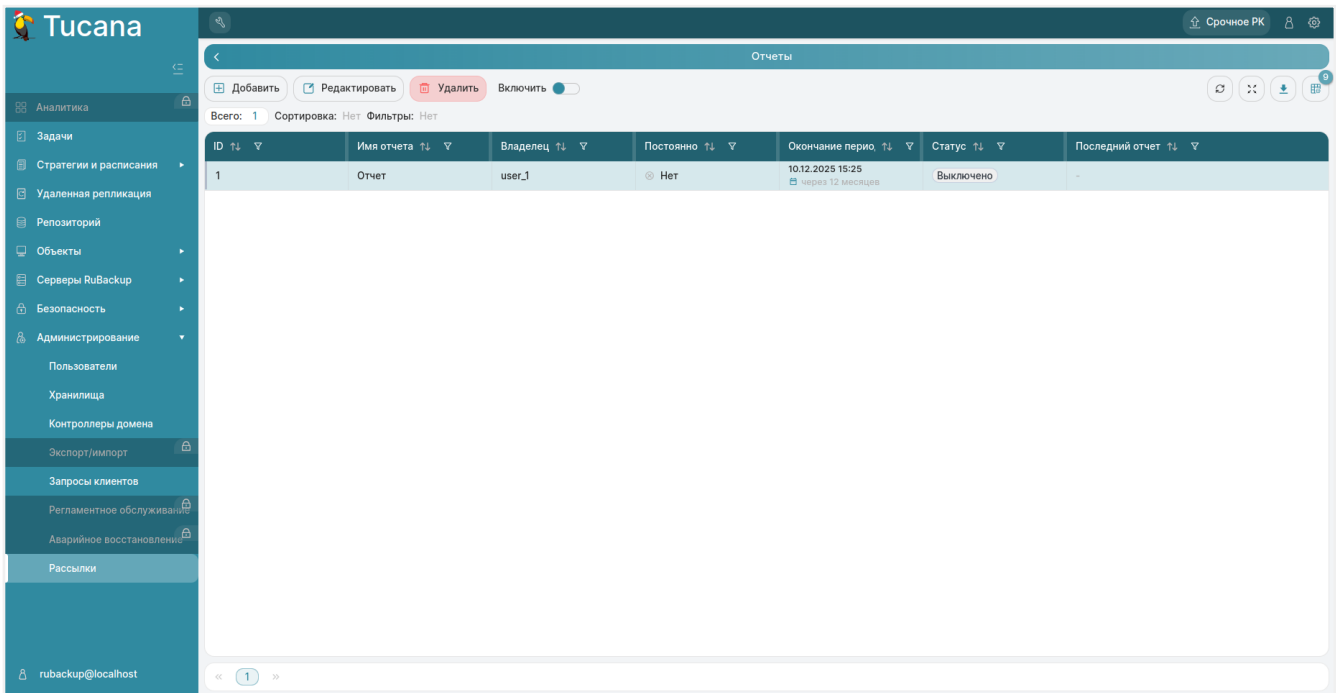 Tucana
Срочное РК
Отчеты
Добавить Редактировать Удалить Включить
9
Всего: 1 Сортировка: Нет Фильтры: Нет
ID Имя отчета Владелец Постоянно Окончание перио Статус Последний отчет
1 Отчет user_1 Нет 10.12.2025 15:25 Выключено -
через 12 месяцев
Аналитика
Задачи
Стратегии и расписания
Удаленная репликация
Репозиторий
Объекты
Серверы RuBackup
Безопасность
Администрирование
Пользователи
Хранилища
Контроллеры домена
Экспорт/импорт
Запросы клиентов
Регламентное обслуживание
Аварийное восстановление
Рассылки
rubackup@localhost
« 1 »